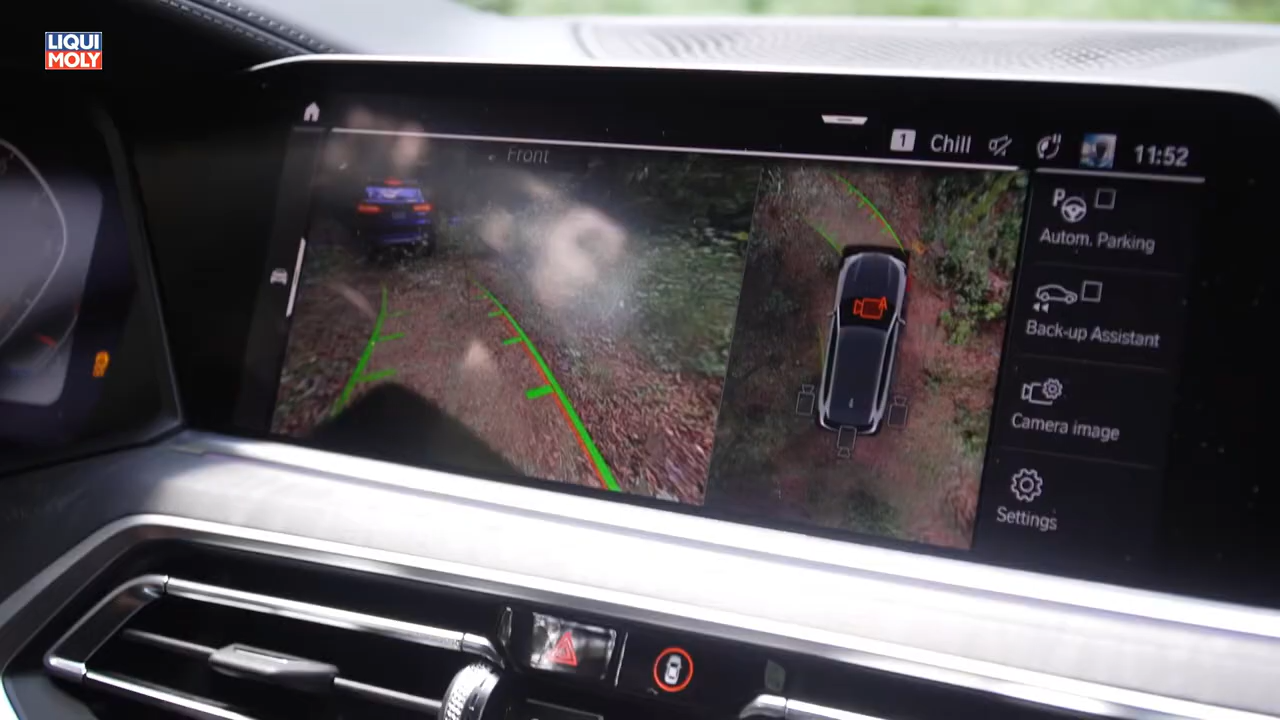 LIQUI
MOLY
1 Chill 11:52
Front
P
Autom. Parking
A
Back-up Assistant
Camera image
Settings